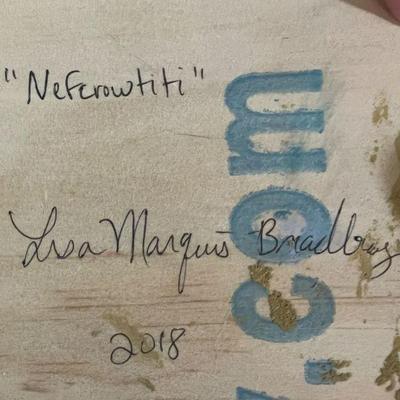 "Nefcrowtiti"
Lisa Marquis Bradley
2018
.com